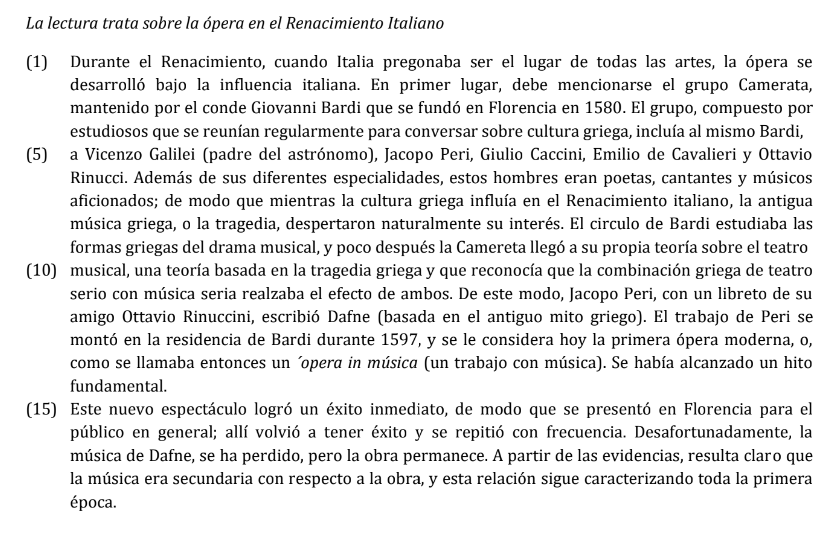 La lectura trata sobre la ópera en el Renacimiento Italiano
(1) Durante el Renacimiento, cuando Italia pregonaba ser el lugar de todas las artes, la ópera se
desarrolló bajo la influencia italiana. En primer lugar, debe mencionarse el grupo Camerata,
mantenido por el conde Giovanni Bardi que se fundó en Florencia en 1580. El grupo, compuesto por
estudiosos que se reunían regularmente para conversar sobre cultura griega, incluía al mismo Bardi,
(5) a Vicenzo Galilei (padre del astrónomo), Jacopo Peri, Giulio Caccini, Emilio de Cavalieri y Ottavio
Rinucci. Además de sus diferentes especialidades, estos hombres eran poetas, cantantes y músicos
aficionados; de modo que mientras la cultura griega influía en el Renacimiento italiano, la antigua
música griega, o la tragedia, despertaron naturalmente su interés. El circulo de Bardi estudiaba las
formas griegas del drama musical, y poco después la Camereta llegó a su propia teoría sobre el teatro
(10) musical, una teoría basada en la tragedia griega y que reconocía que la combinación griega de teatro
serio con música seria realzaba el efecto de ambos. De este modo, Jacopo Peri, con un libreto de su
amigo Ottavio Rinuccini, escribió Dafne (basada en el antiguo mito griego). El trabajo de Peri se
montó en la residencia de Bardi durante 1597, y se le considera hoy la primera ópera moderna, o,
como se llamaba entonces un ´opera in música (un trabajo con música). Se había alcanzado un hito
fundamental.
(15) Este nuevo espectáculo logró un éxito inmediato, de modo que se presentó en Florencia para el
público en general; allí volvió a tener éxito y se repitió con frecuencia. Desafortunadamente, la
música de Dafne, se ha perdido, pero la obra permanece. A partir de las evidencias, resulta claro que
la música era secundaria con respecto a la obra, y esta relación sigue caracterizando toda la primera
época.